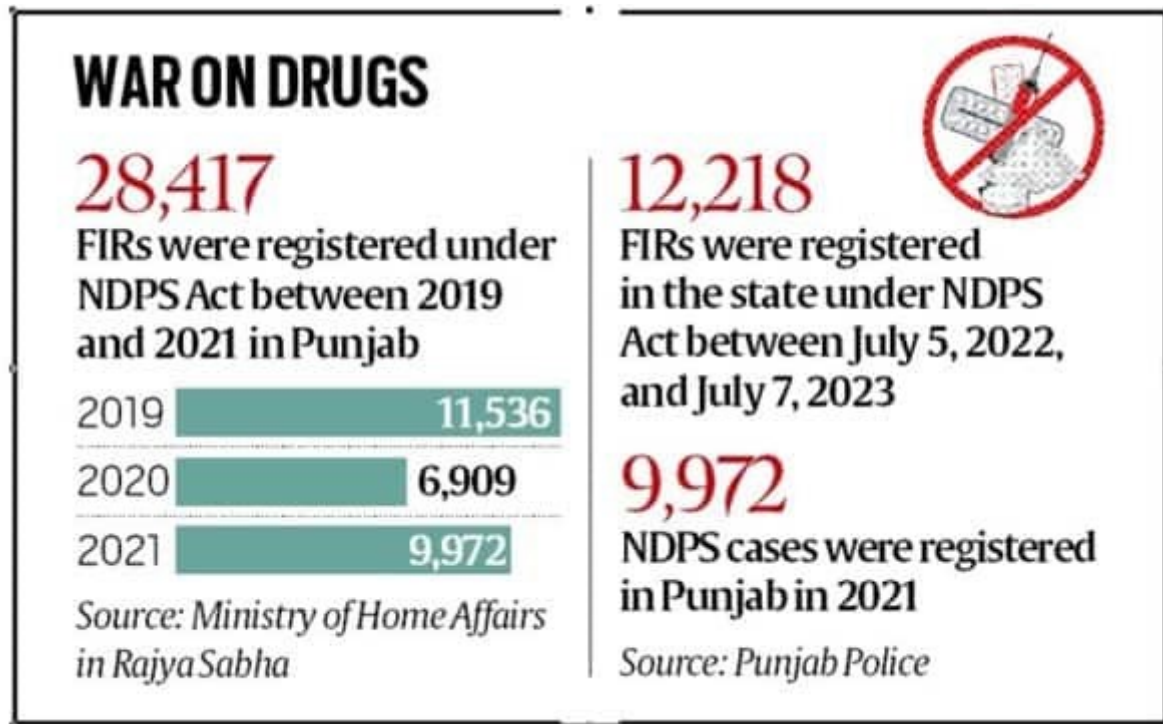 WAR ON DRUGS
28,417
FIRs were registered under
NDPS Act between 2019
and 2021 in Punjab
2019 11,536
2020 6,909
2021 9,972
Source: Ministry of Home Affairs
in Rajya Sabha
12,218
FIRs were registered
in the state under NDPS
Act between July 5, 2022,
and July 7, 2023
9,972
NDPS cases were registered
in Punjab in 2021
Source: Punjab Police